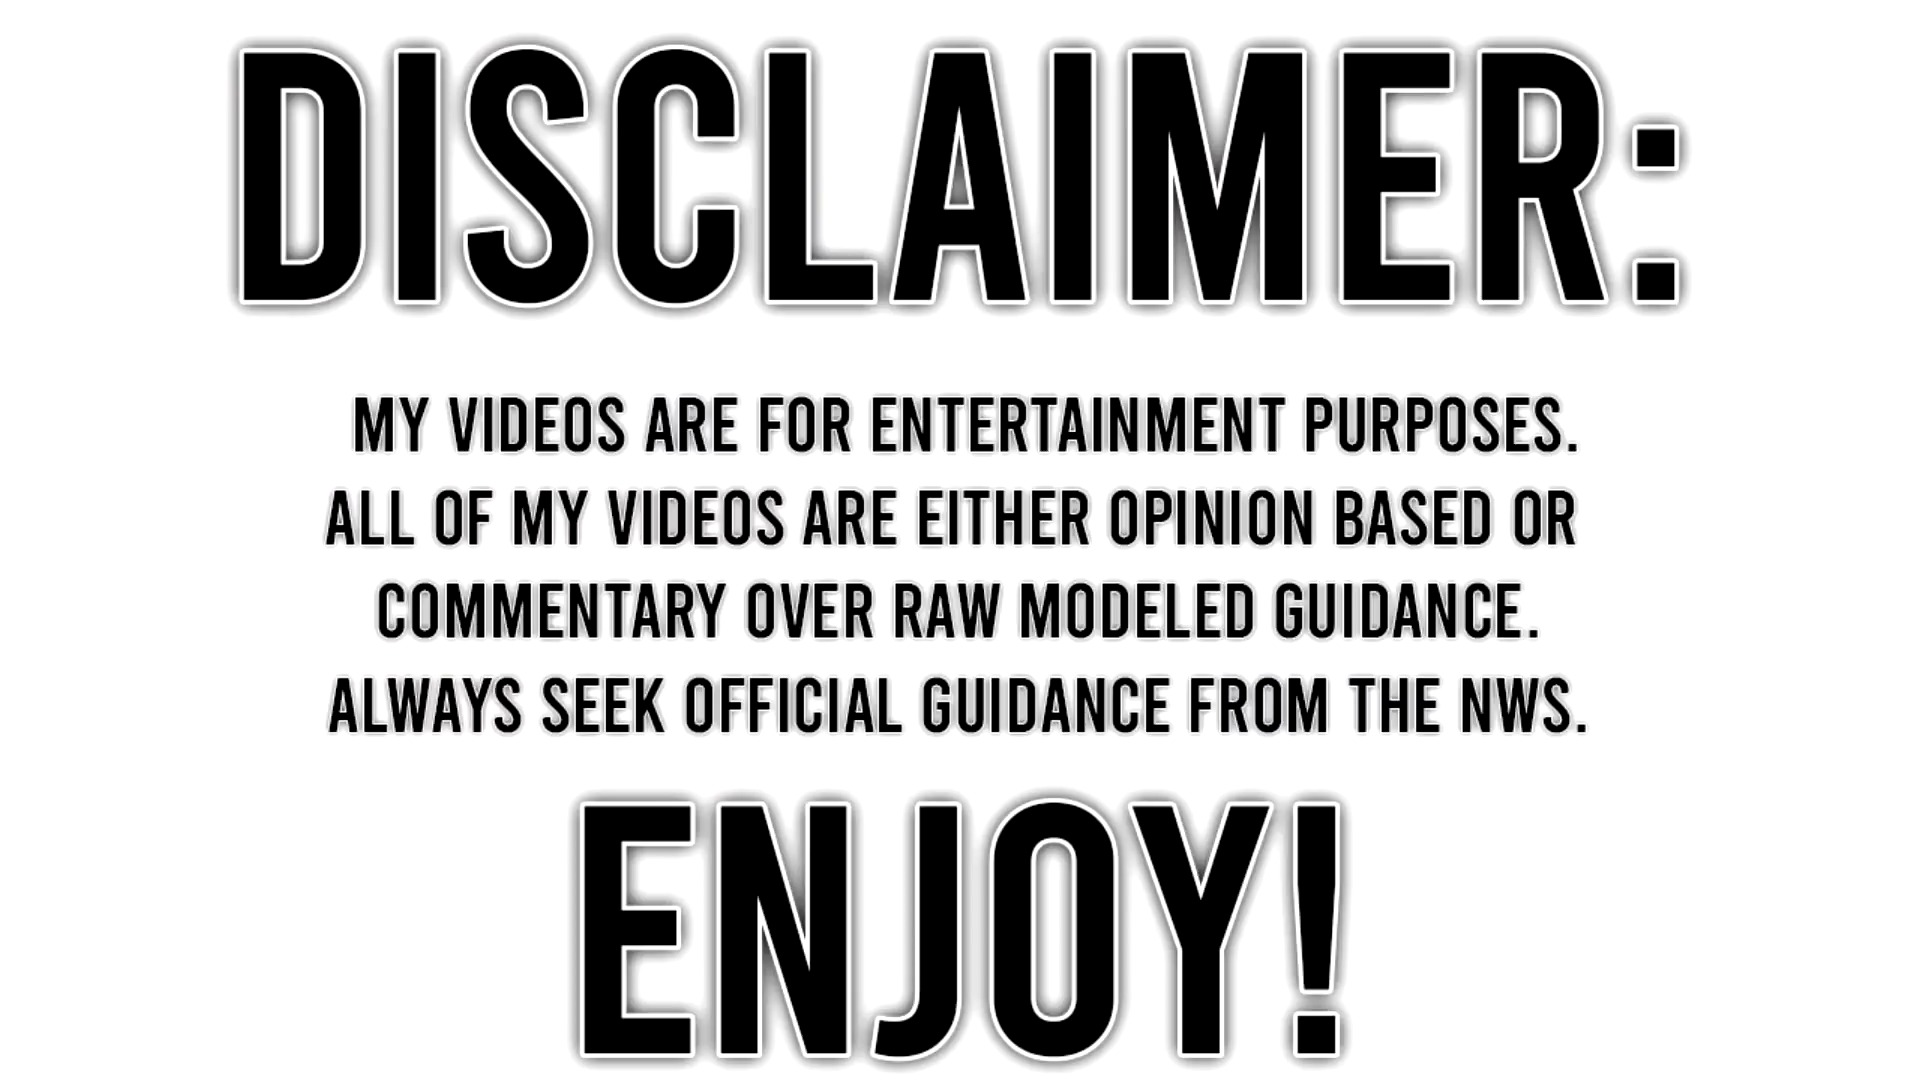 DISCLAIMER:
MY VIDEOS ARE FOR ENTERTAINMENT PURPOSES.
ALL OF MY VIDEOS ARE EITHER OPINION BASED OR
COMMENTARY OVER RAW MODELED GUIDANCE.
ALWAYS SEEK OFFICIAL GUIDANCE FROM THE NWS.
ENJOY!